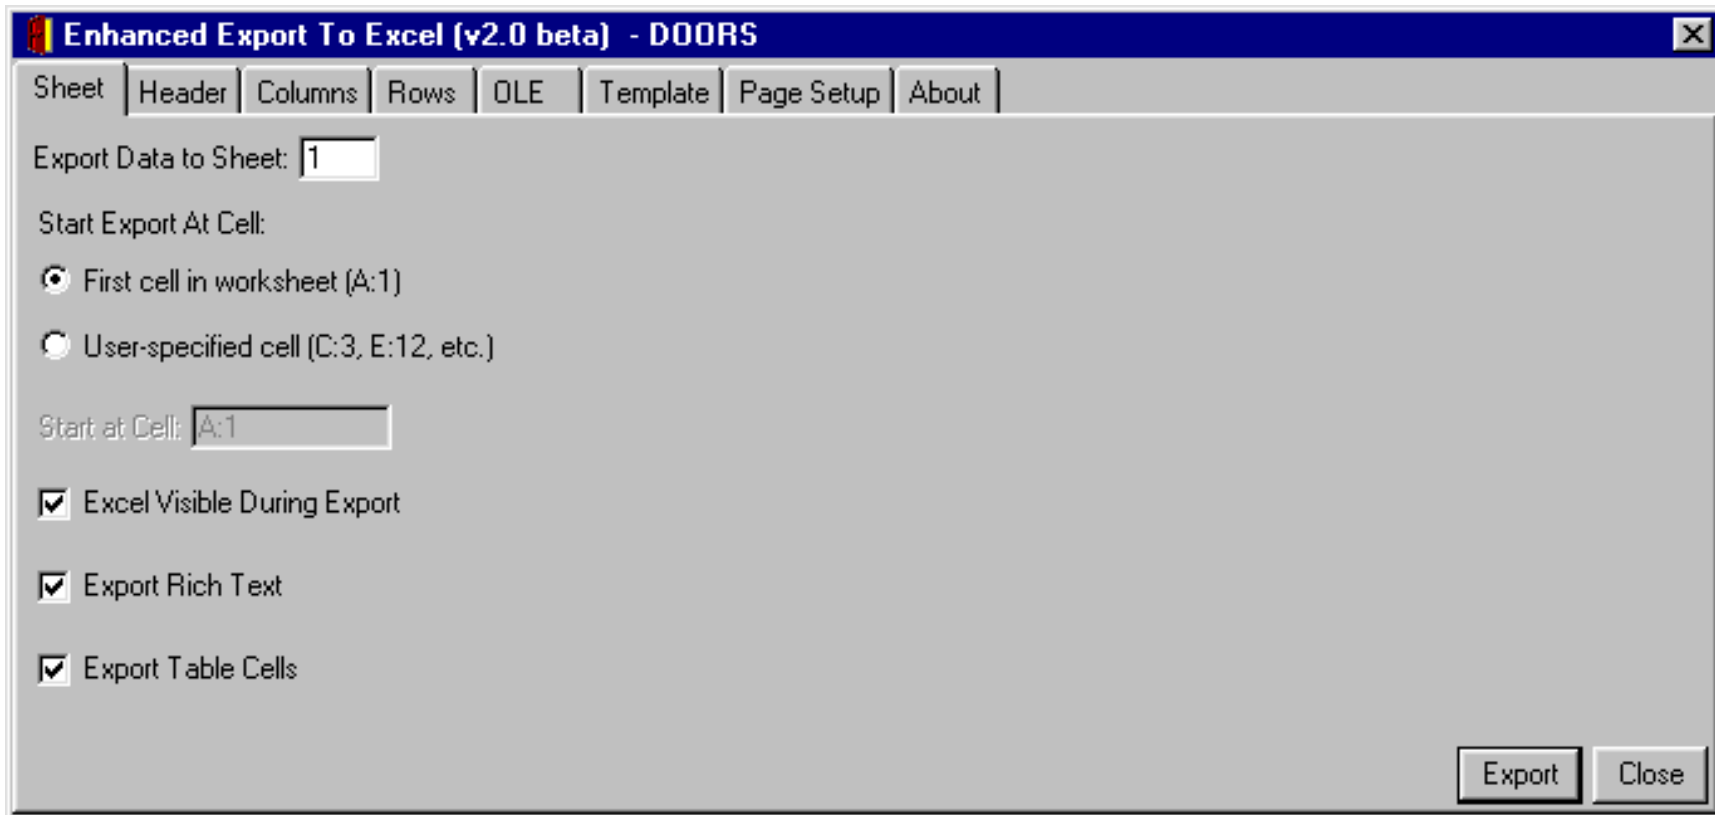 Enhanced Export To Excel (v2.0 beta)  - DOORS
Sheet Header Columns Rows OLE Template Page Setup About
Export Data to Sheet: 1
Start Export At Cell:
First cell in worksheet (A:1)
User-specified cell (C:3, E:12, etc.)
Start at Cell: A:1
Excel Visible During Export
Export Rich Text
Export Table Cells
Export Close